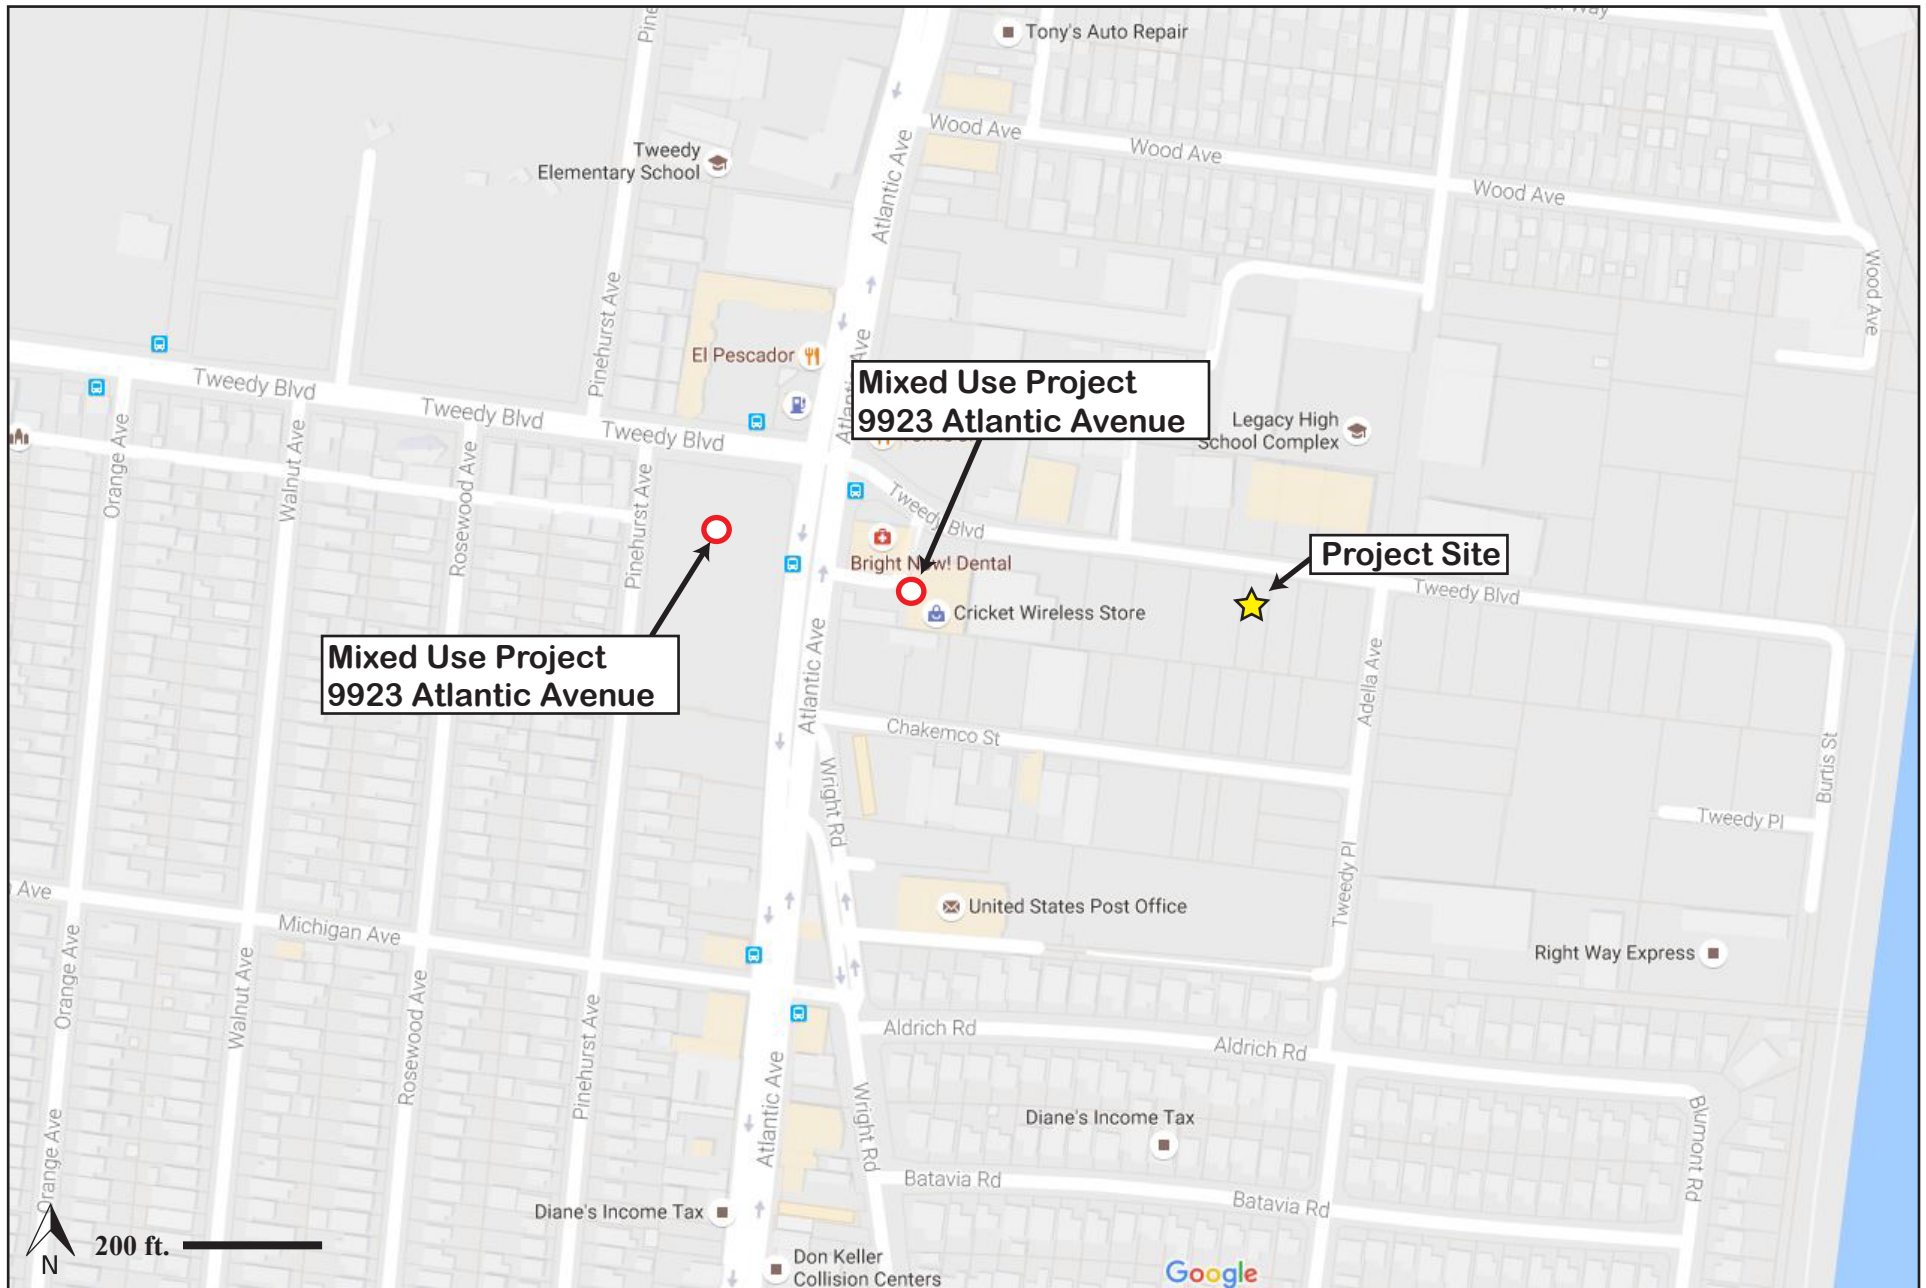 Pine
Tony's Auto Repair
Wood Ave
Wood Ave
Wood Ave
Wood Ave
Tweedy
Elementary School
Atlantic Ave
Pinehurst Ave
El Pescador
Tweedy Blvd
Tweedy Blvd
Tweedy Blvd
Mixed Use Project
9923 Atlantic Avenue
Legacy High
School Complex
Orange Ave
Walnut Ave
Rosewood Ave
Pinehurst Ave
Tweedy Blvd
Bright Now! Dental
Cricket Wireless Store
Project Site
Tweedy Blvd
Mixed Use Project
9923 Atlantic Avenue
Atlantic Ave
Adella Ave
Chakemco St
Wright Rd
Burtis St
Tweedy Pl
Tweedy Pl
Ave
Michigan Ave
United States Post Office
Right Way Express
Orange Ave
Walnut Ave
Rosewood Ave
Pinehurst Ave
Aldrich Rd
Aldrich Rd
Atlantic Ave
Wright Rd
Diane's Income Tax
Blumont Rd
Orange Ave
Batavia Rd
Batavia Rd
Diane's Income Tax
N
200 ft.
Don Keller
Collision Centers
Google